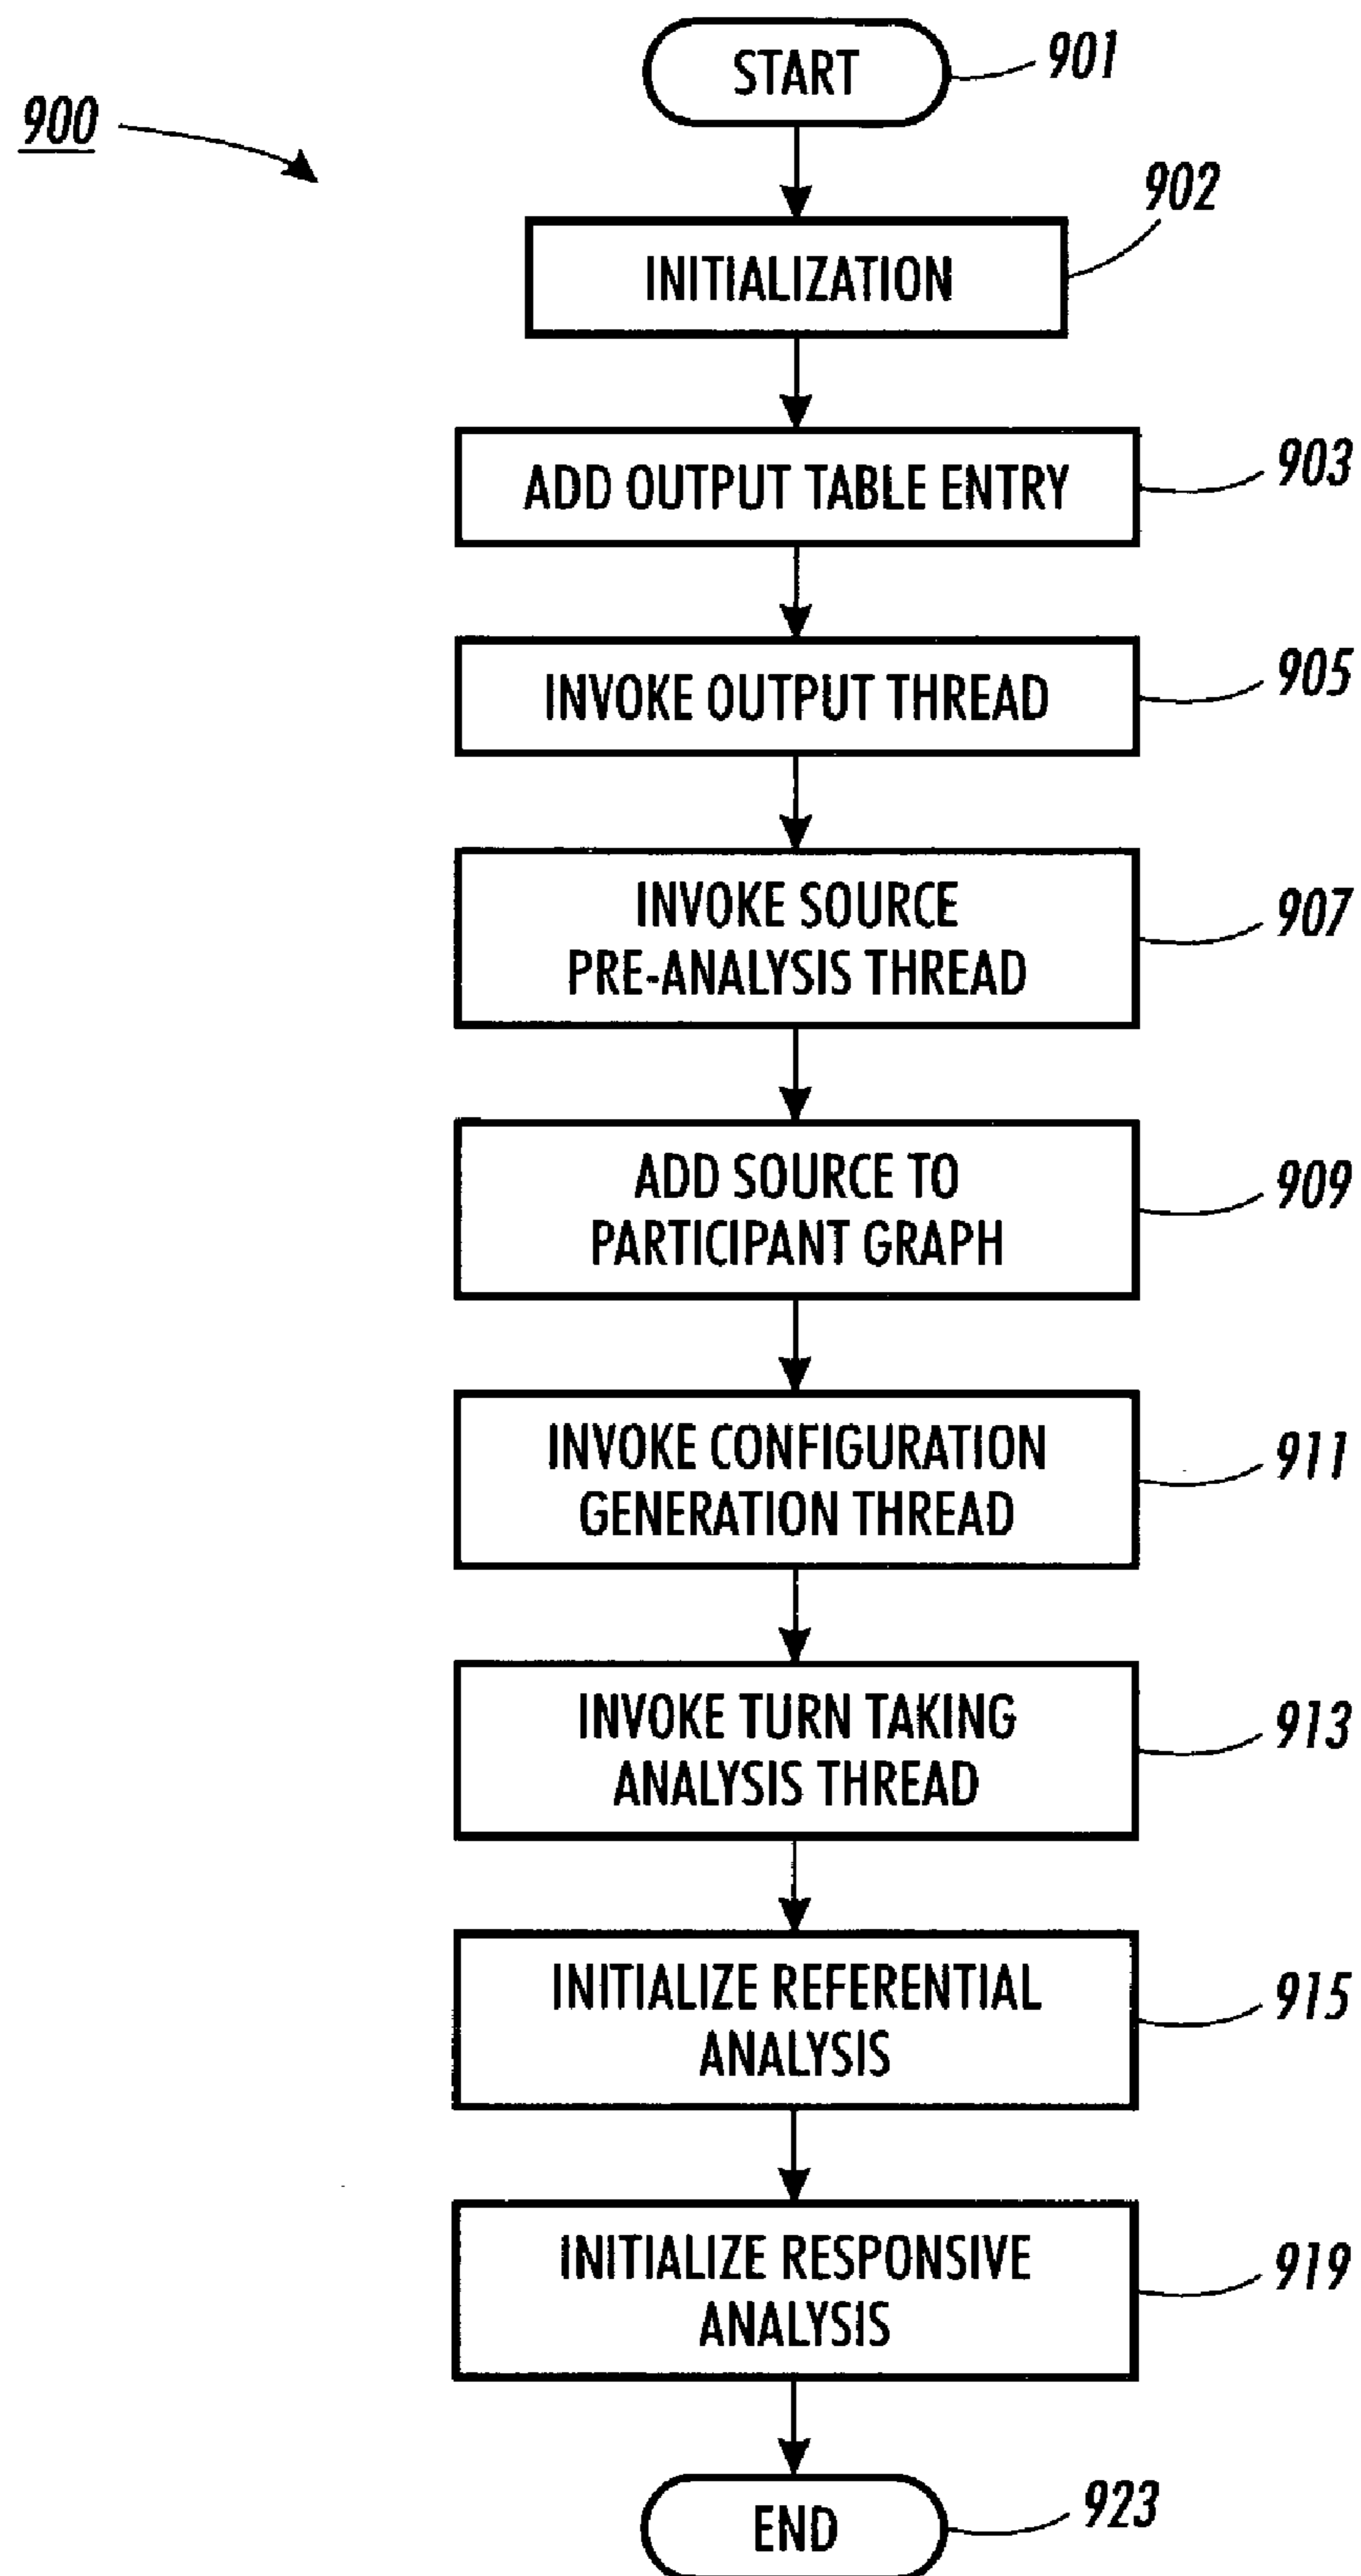 START
901
900
902
INITIALIZATION
903
ADD OUTPUT TABLE ENTRY
905
INVOKE OUTPUT THREAD
907
INVOKE SOURCE
PRE-ANALYSIS THREAD
909
ADD SOURCE TO
PARTICIPANT GRAPH
911
INVOKE CONFIGURATION
GENERATION THREAD
913
INVOKE TURN TAKING
ANALYSIS THREAD
915
INITIALIZE REFERENTIAL
ANALYSIS
919
INITIALIZE RESPONSIVE
ANALYSIS
923
END